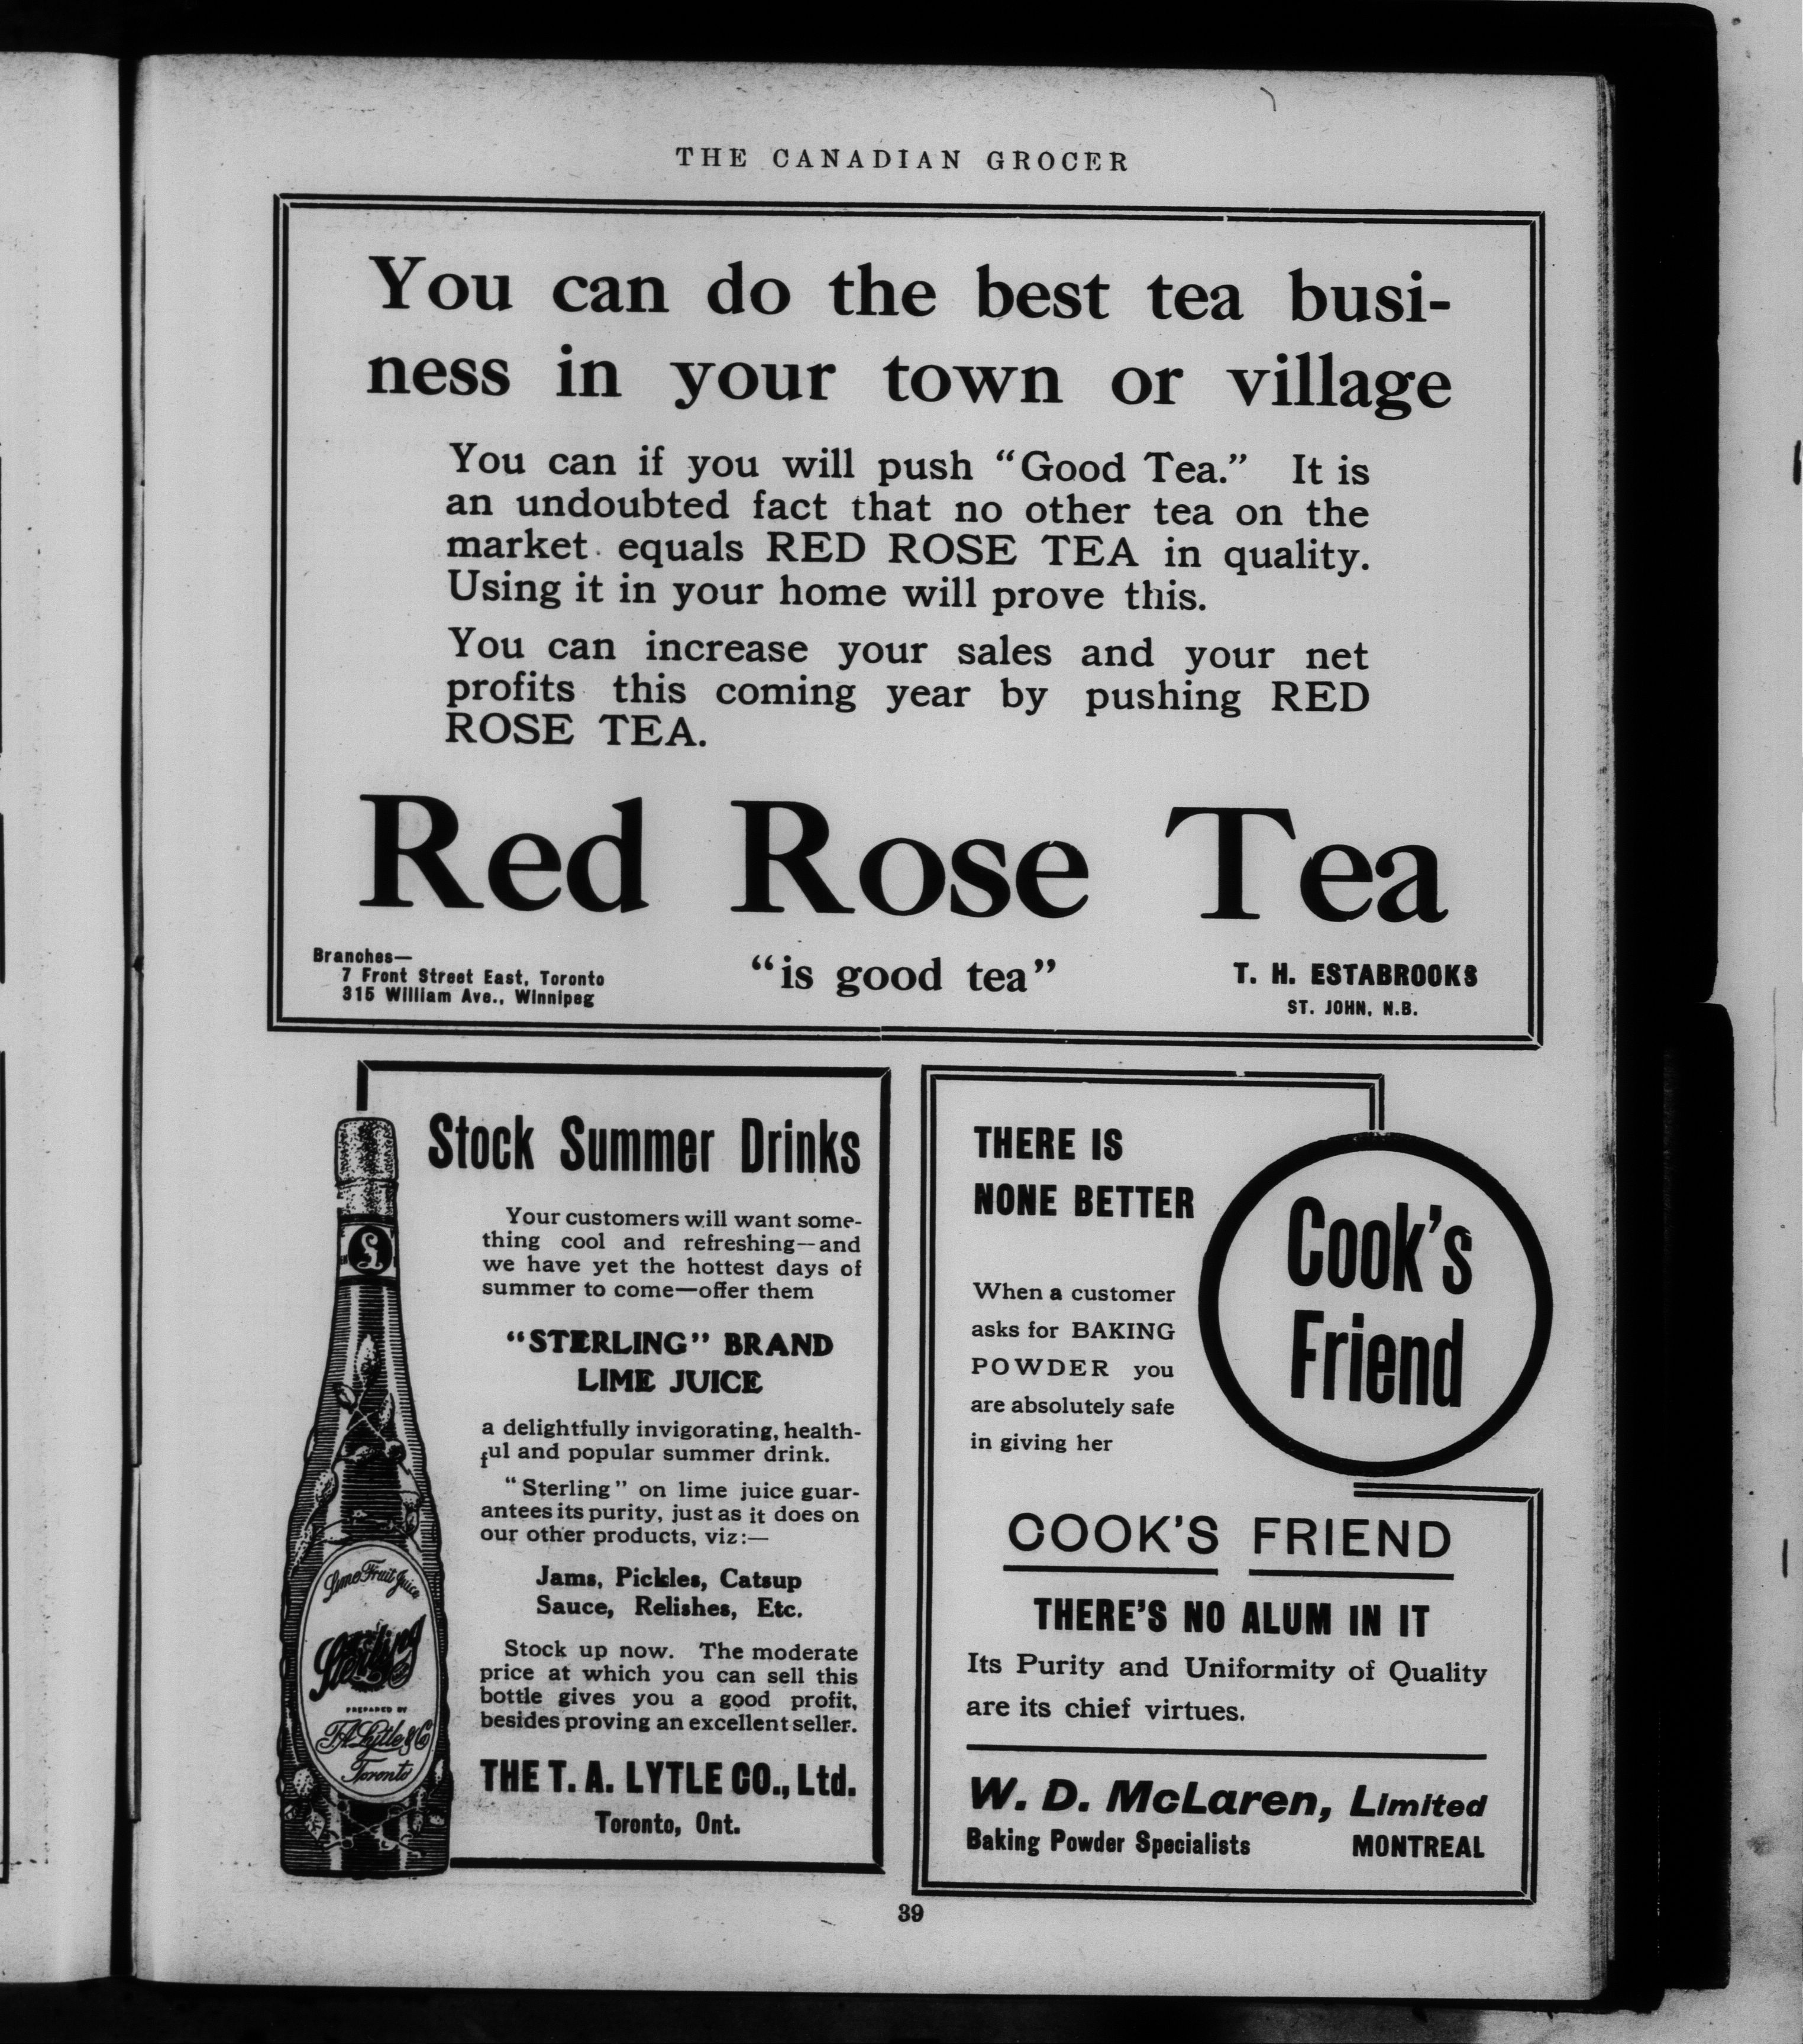 THE CANADIAN GROCER
You can do the best tea busi-
ness in your town or village
You can if you will push “Good Tea.” It is
an undoubted fact that no other tea on the
market equals RED ROSE TEA in quality.
Using it in your home will prove this.
You can increase your sales and your net
profits this coming year by pushing RED
ROSE TEA.
Red Rose Tea
Branches—
7 Front Street East, Toronto
315 William Ave., Winnipeg
“is good tea”
T. H. ESTABROOKS
ST. JOHN, N.B.
Stock Summer Drinks
Your customers will want some-
thing cool and refreshing—and
we have yet the hottest days of
summer to come—offer them
“STERLING” BRAND
LIME JUICE
a delightfully invigorating, health-
ful and popular summer drink.
“Sterling” on lime juice guar-
antees its purity, just as it does on
our other products, viz:—
Jams, Pickles, Catsup
Sauce, Relishes, Etc.
Stock up now. The moderate
price at which you can sell this
bottle gives you a good profit,
besides proving an excellent seller.
THE T. A. LYTLE CO., Ltd.
Toronto, Ont.
Lime Fruit Juice
Sterling
PREPARED BY
T.A. Lytle & Co
Toronto
THERE IS
NONE BETTER
Cook's
Friend
When a customer
asks for BAKING
POWDER you
are absolutely safe
in giving her
COOK'S FRIEND
THERE'S NO ALUM IN IT
Its Purity and Uniformity of Quality
are its chief virtues.
W. D. McLaren, Limited
Baking Powder Specialists MONTREAL
39